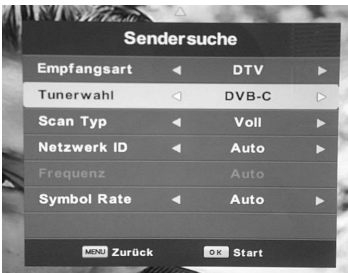 Sendersuche
Empfangsart DTV
Tunerwahl DVB-C
Scan Typ Voll
Netzwerk ID Auto
Frequenz Auto
Symbol Rate Auto
MENU Zurück OK Start